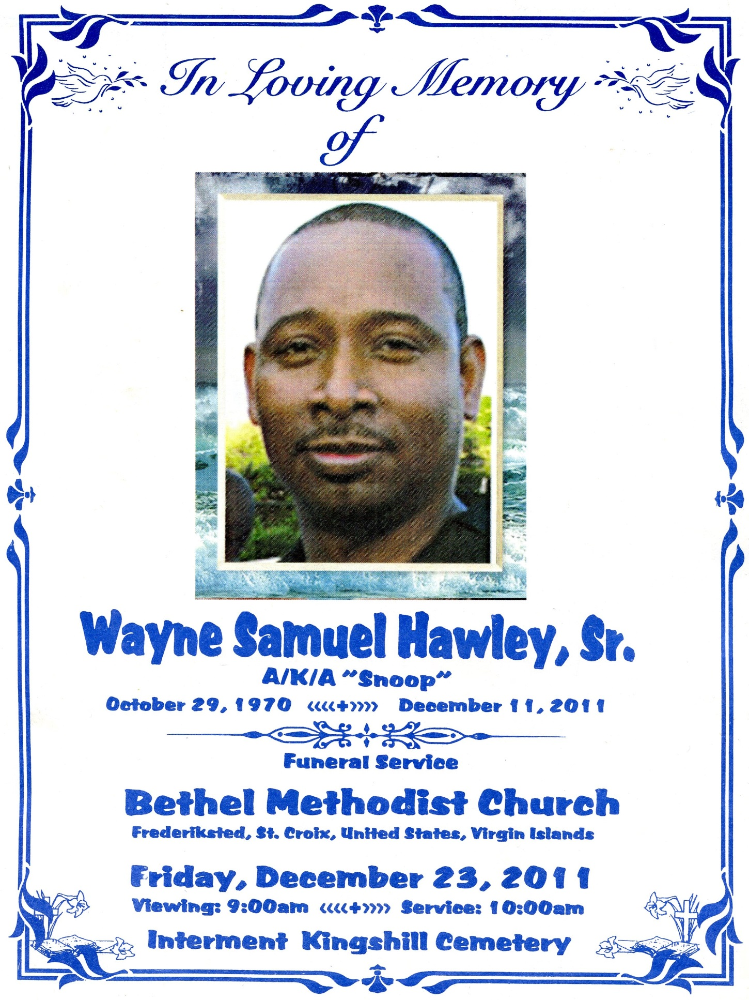 In Loving Memory
of
Wayne Samuel Hawley, Sr.
A/K/A "Snoop"
October 29, 1970 <<<<+>>>> December 11, 2011
Funeral Service
Bethel Methodist Church
Frederiksted, St. Croix, United States, Virgin Islands
Friday, December 23, 2011
Viewing: 9:00am <<<<+>>>> Service: 10:00am
Interment Kingshill Cemetery